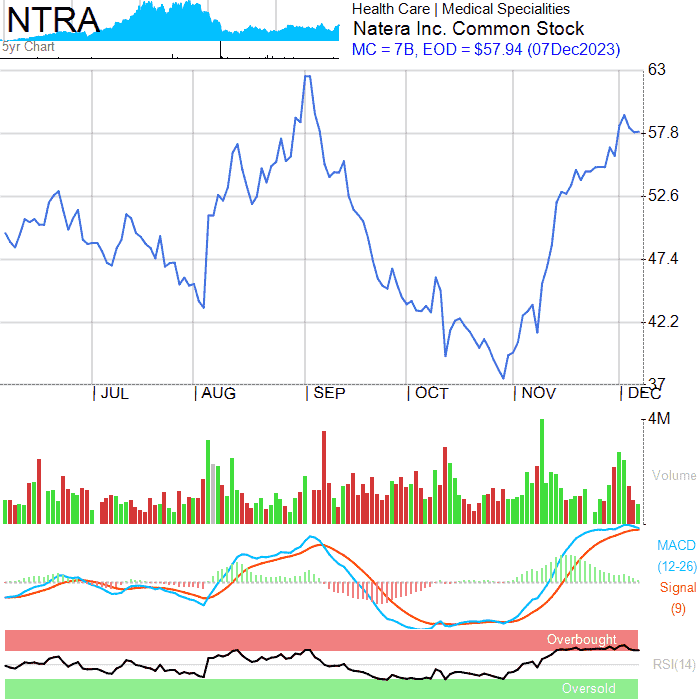 NTRA
5yr Chart
Health Care | Medical Specialities
Natera Inc. Common Stock
MC = 7B, EOD = $57.94 (07Dec2023)
63
57.8
52.6
47.4
42.2
37
JUL AUG SEP OCT NOV DEC
4M
Volume
MACD
(12-26)
Signal
(9)
Overbought
RSI(14)
Oversold